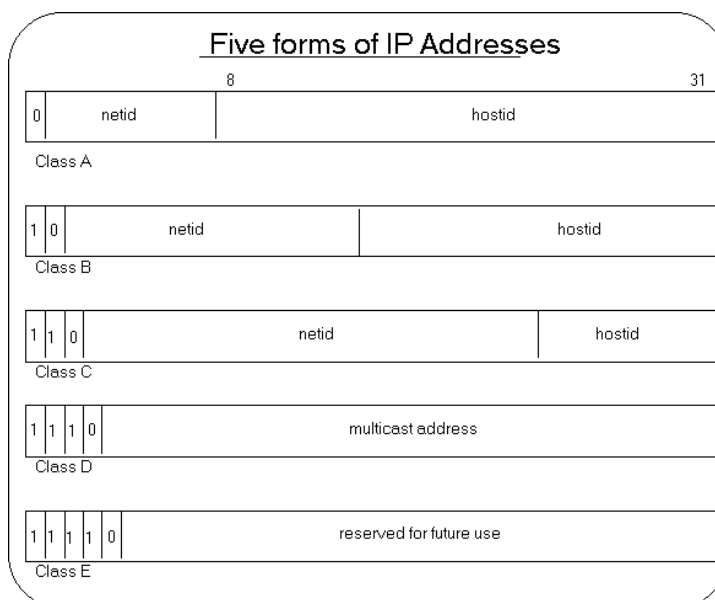 Five forms of IP Addresses
8 31
0 netid hostid
Class A
1 0 netid hostid
Class B
1 1 0 netid hostid
Class C
1 1 1 0 multicast address
Class D
1 1 1 1 0 reserved for future use
Class E